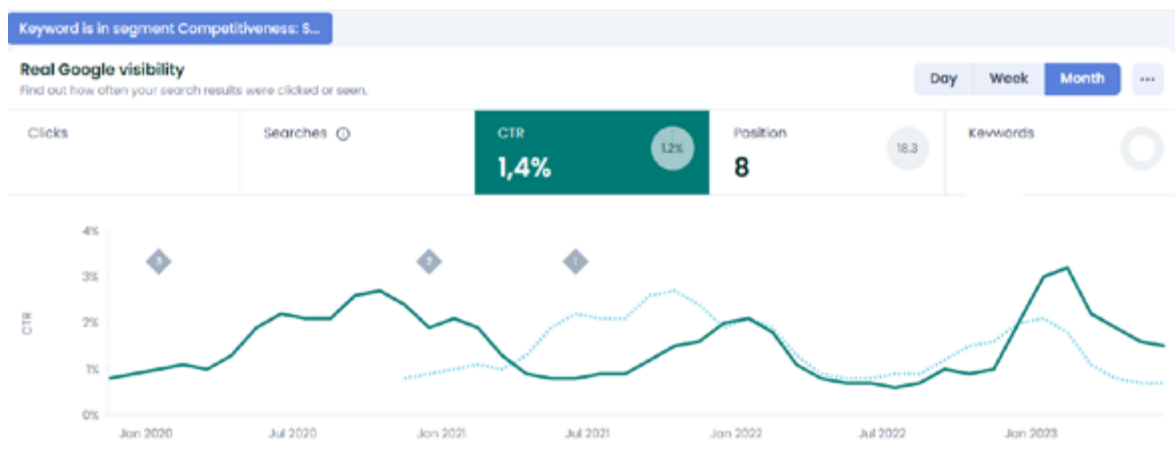 Keyword is in segment Competitiveness: S...
Real Google visibility
Find out how often your search results were clicked or seen.
Day Week Month ...
Clicks
Searches
CTR
1,4%
1.2%
Position
8
18.3
Keywords
4%
3%
2%
1%
0%
CTR
3
2
1
Jan 2020
Jul 2020
Jan 2021
Jul 2021
Jan 2022
Jul 2022
Jan 2023